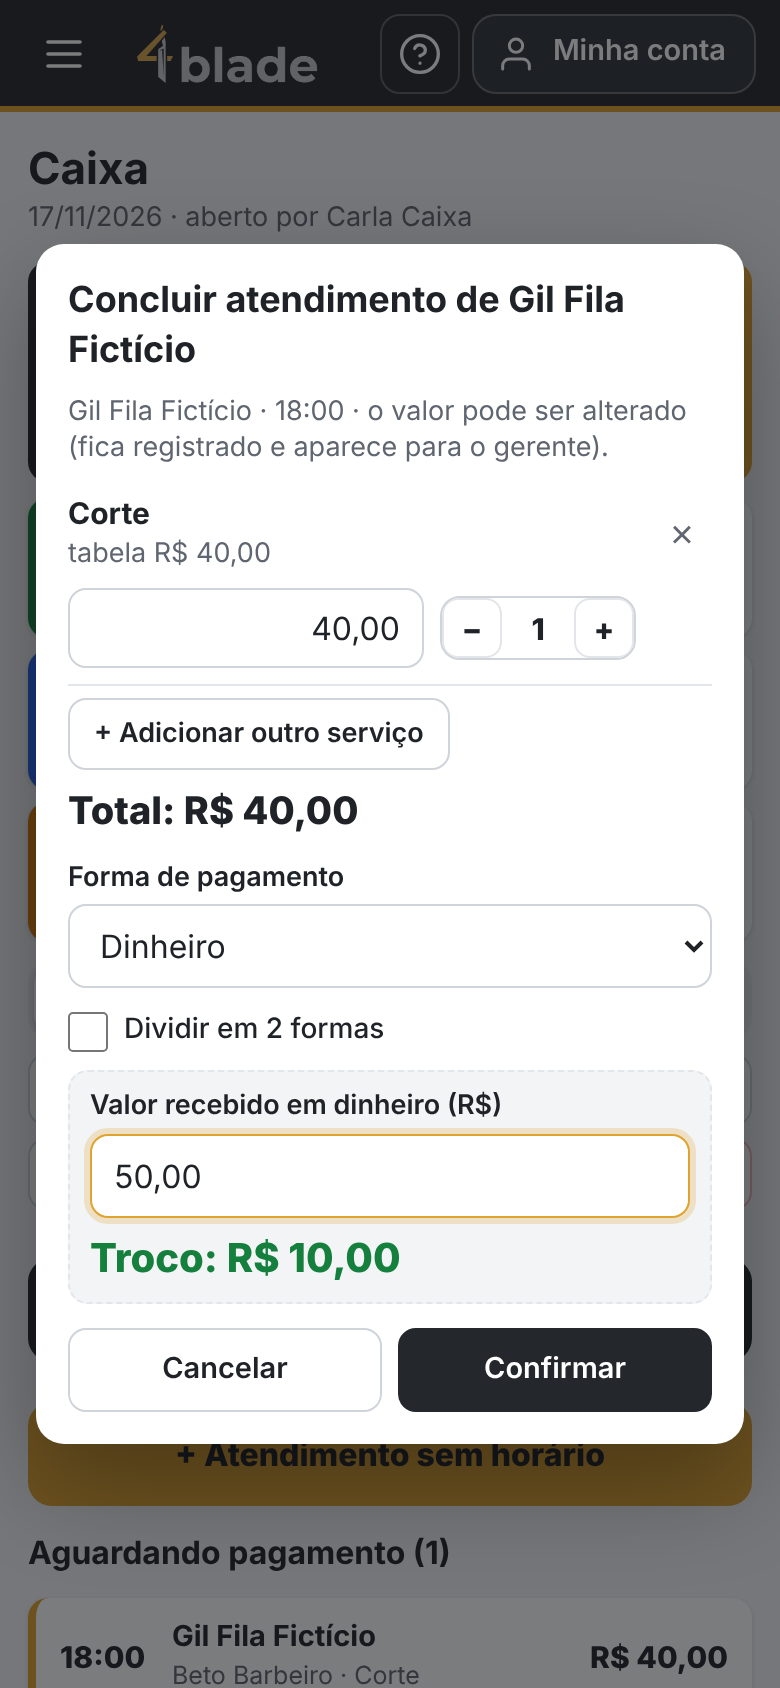 4blade
Minha conta
Caixa
17/11/2026 · aberto por Carla Caixa
Concluir atendimento de Gil Fila
Fictício
Gil Fila Fictício · 18:00 · o valor pode ser alterado
(fica registrado e aparece para o gerente).
Corte
tabela R$ 40,00
×
40,00
− 1 +
+ Adicionar outro serviço
Total: R$ 40,00
Forma de pagamento
Dinheiro
Dividir em 2 formas
Valor recebido em dinheiro (R$)
50,00
Troco: R$ 10,00
Cancelar
Confirmar
+ Atendimento sem horário
Aguardando pagamento (1)
18:00
Gil Fila Fictício
Beto Barbeiro · Corte
R$ 40,00